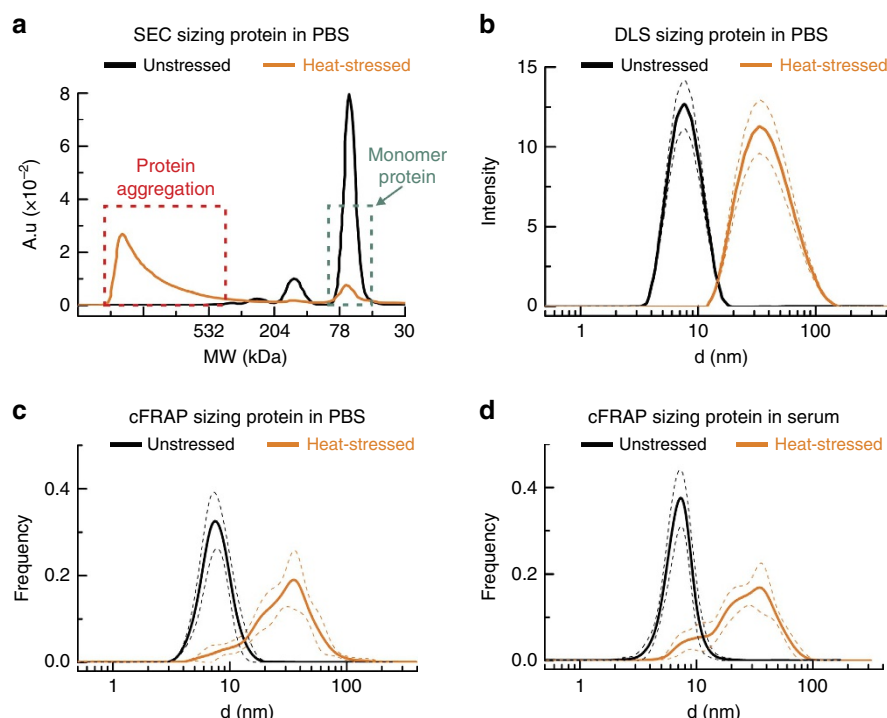 a
SEC sizing protein in PBS
Unstressed Heat-stressed
8
6
4
2
0
A.u (×10⁻²)
Protein
aggregation
Monomer
protein
532 204 78 30
MW (kDa)
b
DLS sizing protein in PBS
Unstressed Heat-stressed
15
10
5
0
Intensity
1 10 100
d (nm)
c
cFRAP sizing protein in PBS
Unstressed Heat-stressed
0.4
0.2
0.0
Frequency
1 10 100
d (nm)
d
cFRAP sizing protein in serum
Unstressed Heat-stressed
0.4
0.2
0.0
Frequency
1 10 100
d (nm)